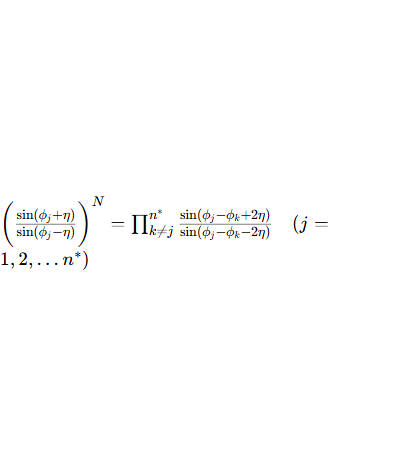 $\left(\frac{\sin(\phi_j+\eta)}{\sin(\phi_j-\eta)}\right)^N = \prod_{k\neq j}^{n^*} \frac{\sin(\phi_j-\phi_k+2\eta)}{\sin(\phi_j-\phi_k-2\eta)} \quad (j =$
$1, 2, \ldots n^*)$